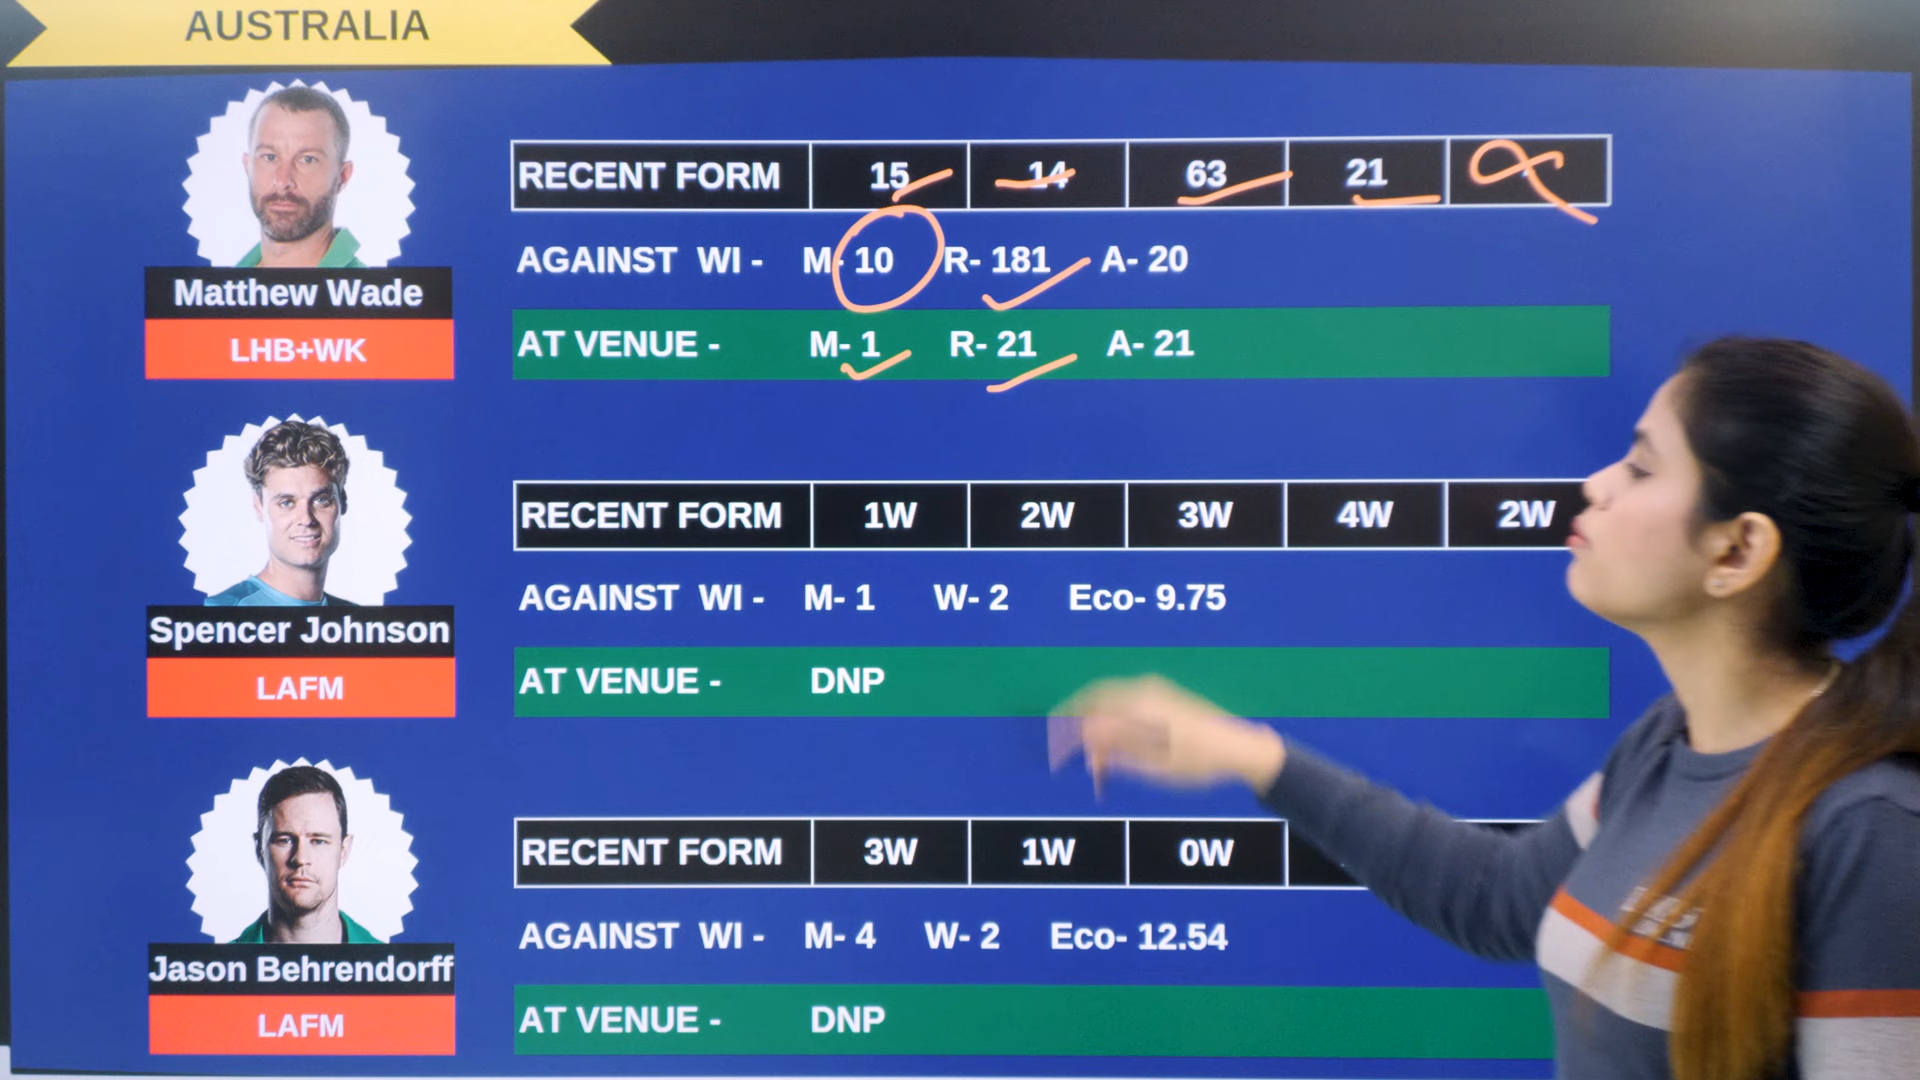 AUSTRALIA
RECENT FORM 15 14 63 21
AGAINST WI - M- 10 R- 181 A- 20
Matthew Wade
LHB+WK
AT VENUE - M- 1 R- 21 A- 21
RECENT FORM 1W 2W 3W 4W 2W
AGAINST WI - M- 1 W- 2 Eco- 9.75
Spencer Johnson
LAFM
AT VENUE - DNP
RECENT FORM 3W 1W 0W
AGAINST WI - M- 4 W- 2 Eco- 12.54
Jason Behrendorff
LAFM
AT VENUE - DNP